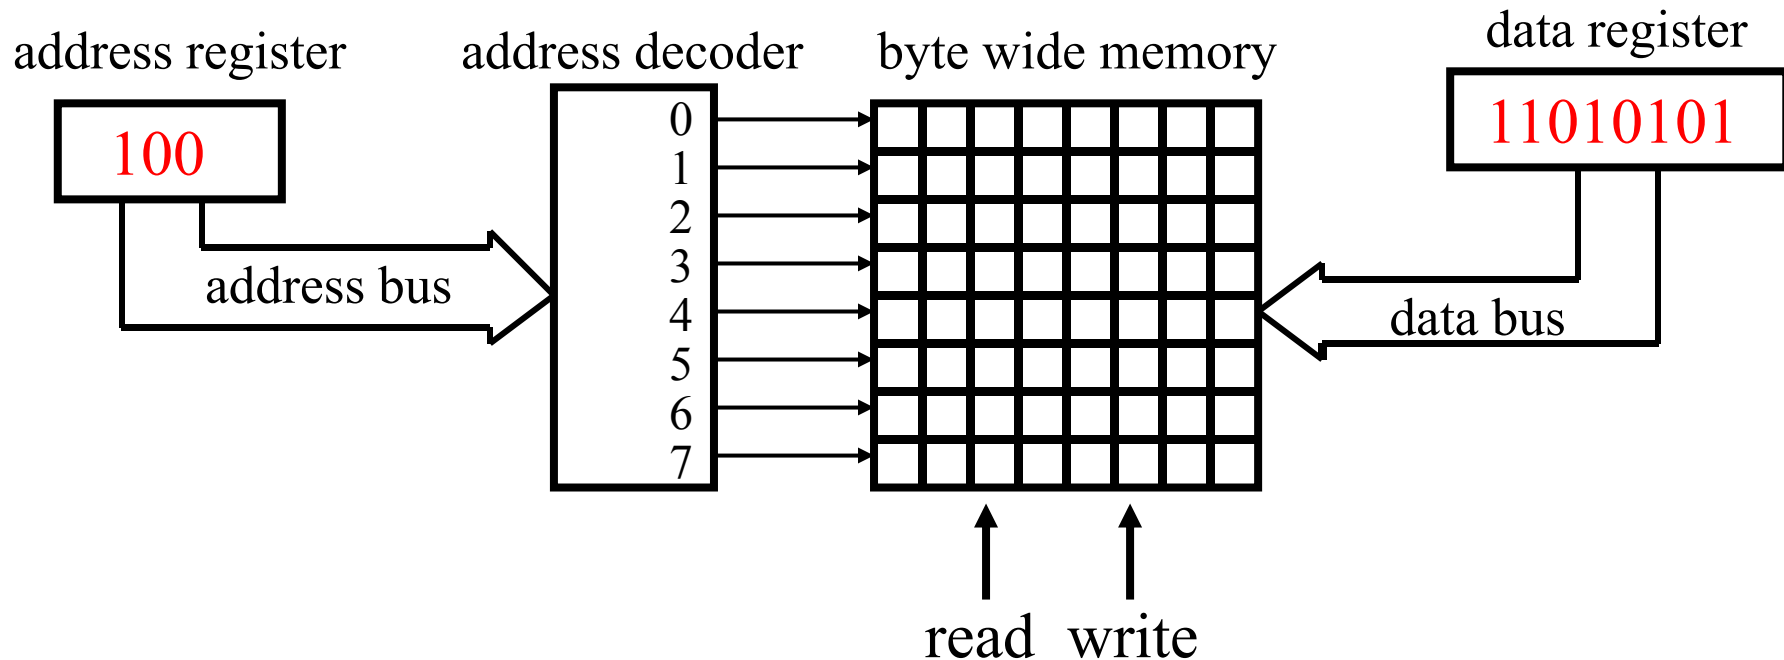 address register
address decoder
byte wide memory
data register
100
11010101
0
1
2
3
4
5
6
7
address bus
data bus
read write